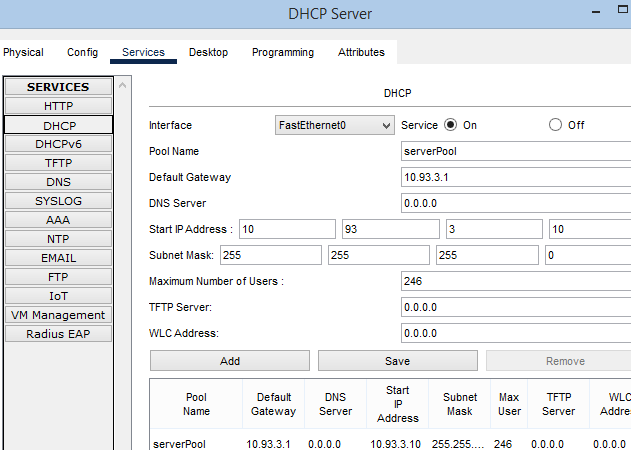 DHCP Server
Physical Config Services Desktop Programming Attributes
SERVICES
HTTP
DHCP
DHCPv6
TFTP
DNS
SYSLOG
AAA
NTP
EMAIL
FTP
IoT
VM Management
Radius EAP
DHCP
Interface FastEthernet0 Service On Off
Pool Name serverPool
Default Gateway 10.93.3.1
DNS Server 0.0.0.0
Start IP Address : 10 93 3 10
Subnet Mask: 255 255 255 0
Maximum Number of Users : 246
TFTP Server: 0.0.0.0
WLC Address: 0.0.0.0
Add Save Remove
Pool Name Default Gateway DNS Server Start IP Address Subnet Mask Max User TFTP Server WLC Addre
serverPool 10.93.3.1 0.0.0.0 10.93.3.10 255.255.... 246 0.0.0.0 0.0.0.0